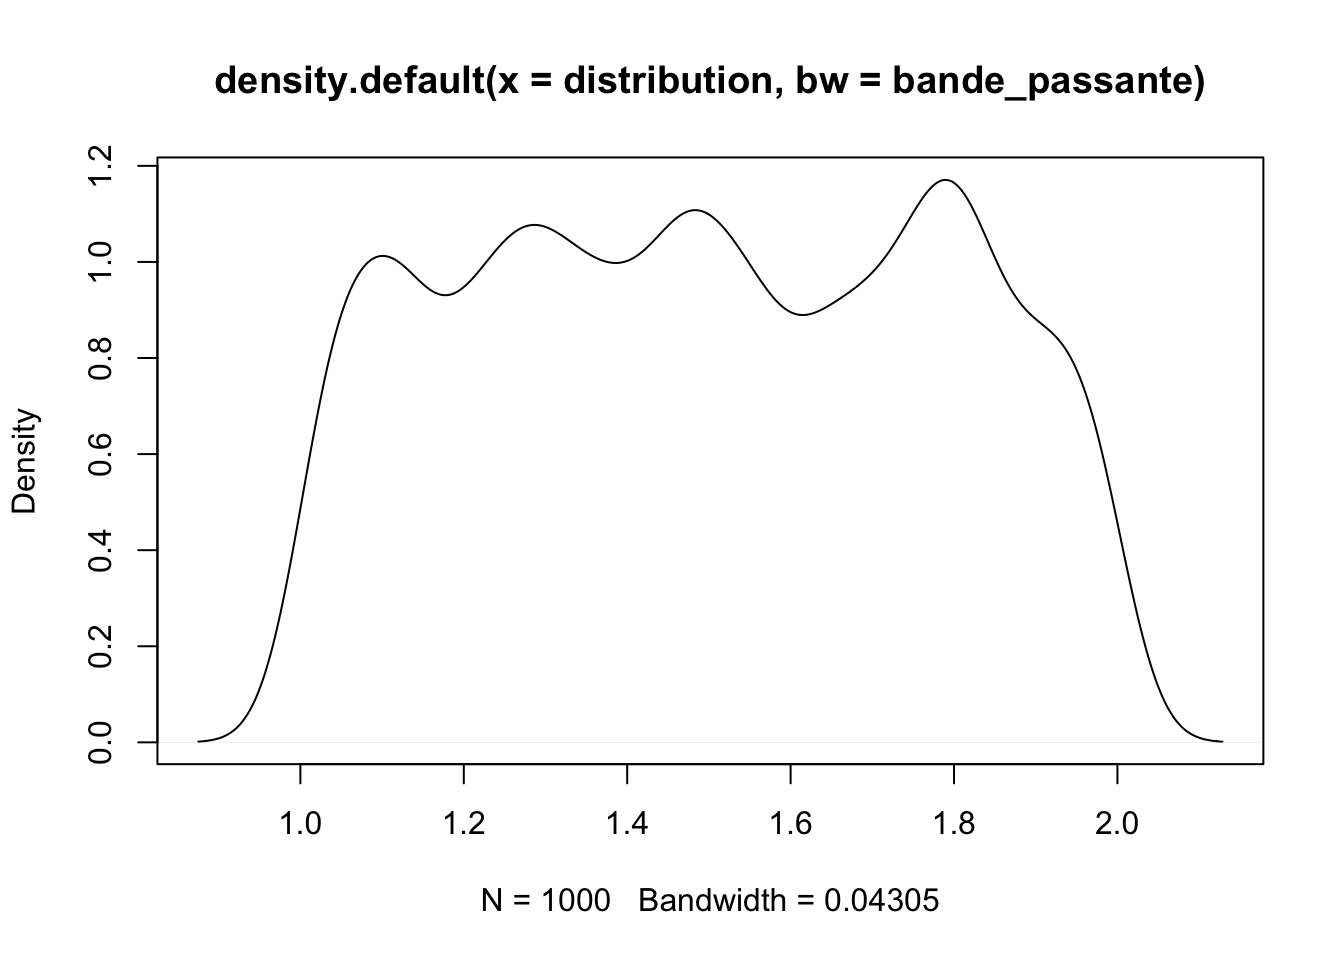 density.default(x = distribution, bw = bande_passante)
Density
1.2
1.0
0.8
0.6
0.4
0.2
0.0
1.0 1.2 1.4 1.6 1.8 2.0
N = 1000 Bandwidth = 0.04305